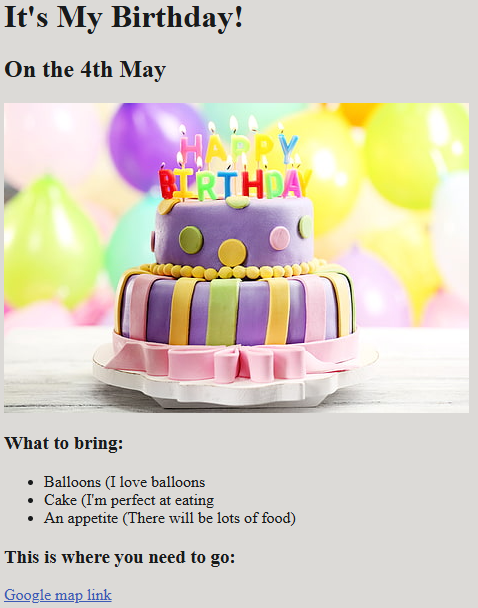 It's My Birthday!
On the 4th May
HAPPY
BIRTHDAY
What to bring:
Balloons (I love balloons
Cake (I'm perfect at eating
An appetite (There will be lots of food)
This is where you need to go:
Google map link